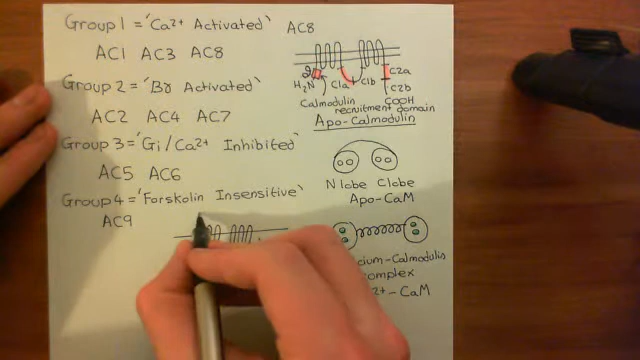 Group 1 = 'Ca2+ Activated'
AC1 AC3 AC8
Group 2 = 'Bγ Activated'
AC2 AC4 AC7
Group 3 = 'Gi / Ca2+ Inhibited'
AC5 AC6
Group 4 = 'Forskolin Insensitive'
AC9
AC8
H2N C1a C1b C2a
C2b
COOH
Calmodulin
recruitment domain
Apo-Calmodulin
N lobe C lobe
Apo-CaM
cium-Calmodulin
omplex
2+-CaM